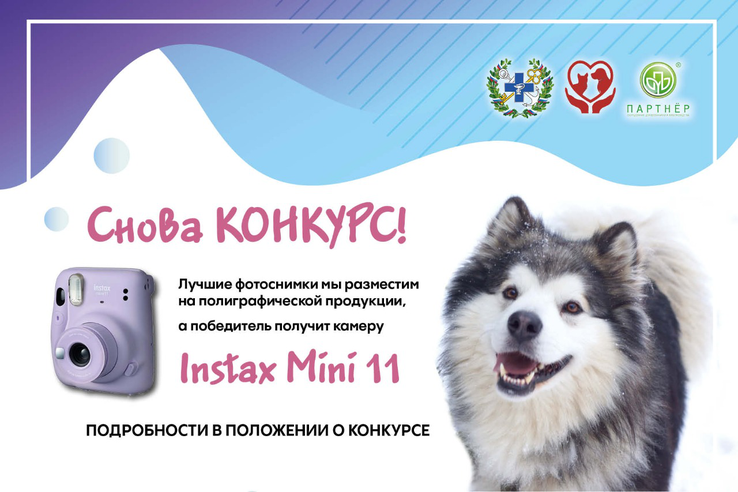 ПАРТНЁР
®
Снова КОНКУРС!
Лучшие фотоснимки мы разместим
на полиграфической продукции,
а победитель получит камеру
Instax Mini 11
ПОДРОБНОСТИ В ПОЛОЖЕНИИ О КОНКУРСЕ